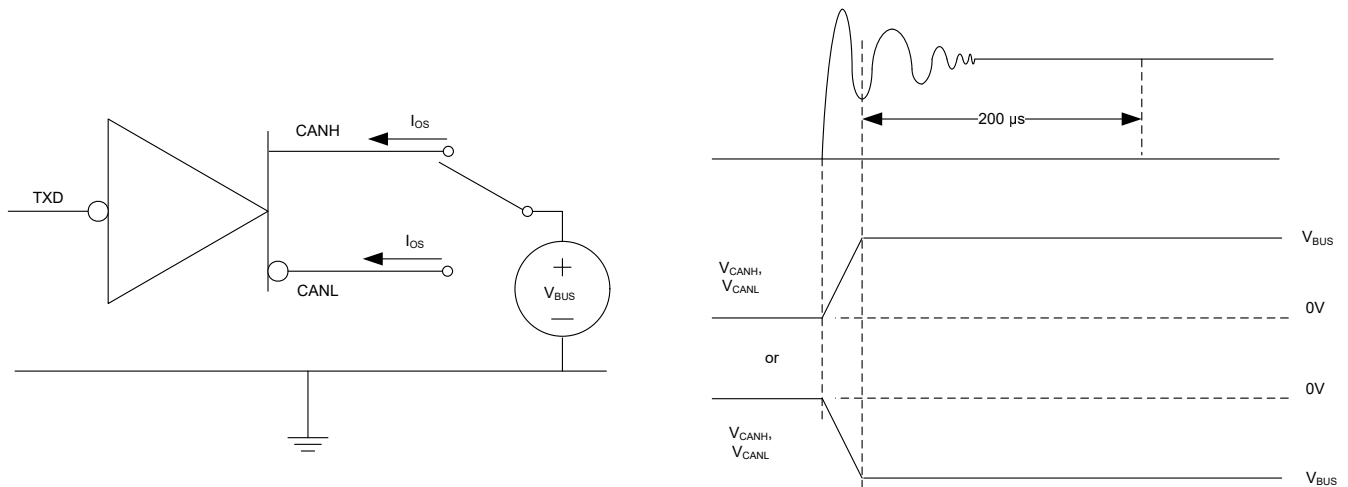 TXD
CANH
I_OS
I_OS
CANL
+
V_BUS
—
200 µs
V_BUS
V_CANH,
V_CANL
0V
or
0V
V_CANH,
V_CANL
V_BUS